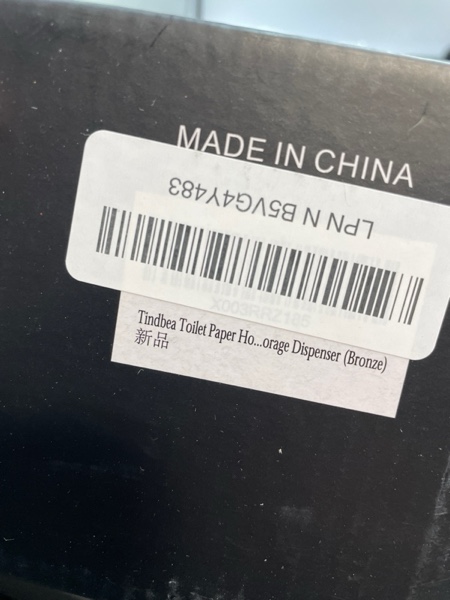 MADE IN CHINA
LPN N B5VG4Y483
Tindbea Toilet Paper Ho...orage Dispenser (Bronze)
新品